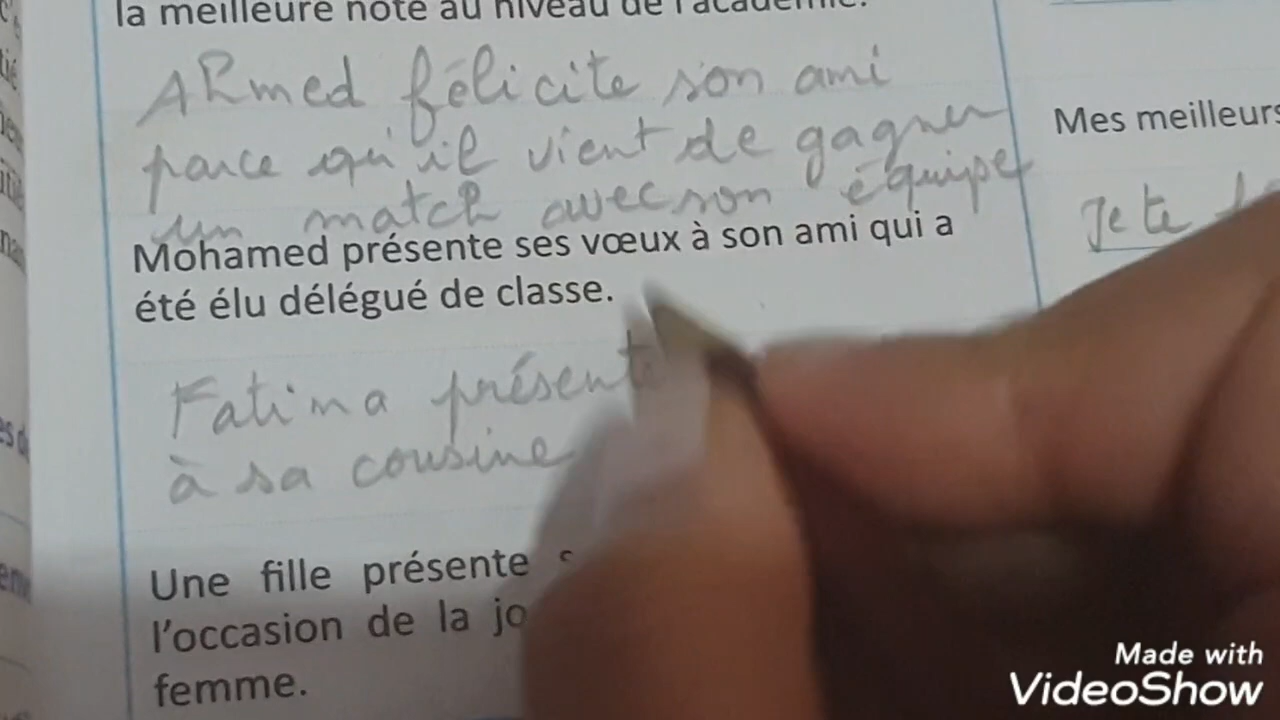 la meilleure note au niveau de l'académie.
Ahmed félicite son ami
parce qu'il vient de gagner
un match avec son équipe
Mohamed présente ses vœux à son ami qui a
été élu délégué de classe.
Fatima présent
à sa cousine
Une fille présente
l'occasion de la jo
femme.
Mes meilleurs
Je te
Made with
VideoShow